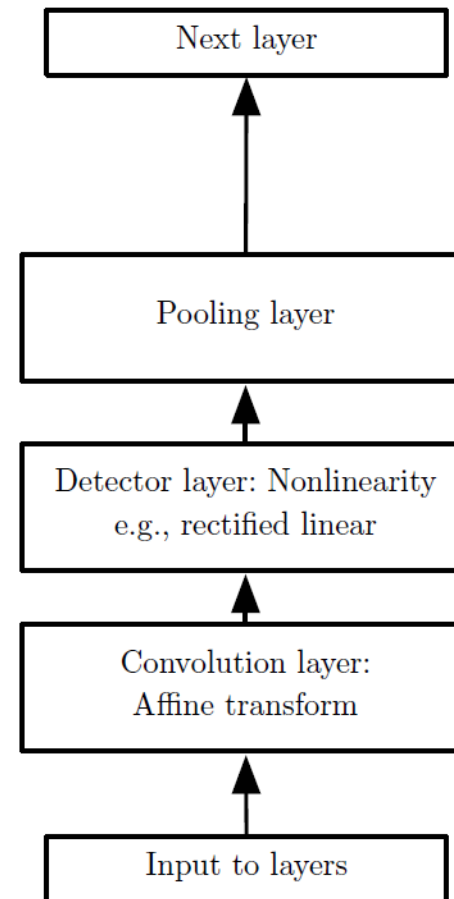 Next layer
Pooling layer
Detector layer: Nonlinearity
e.g., rectified linear
Convolution layer:
Affine transform
Input to layers